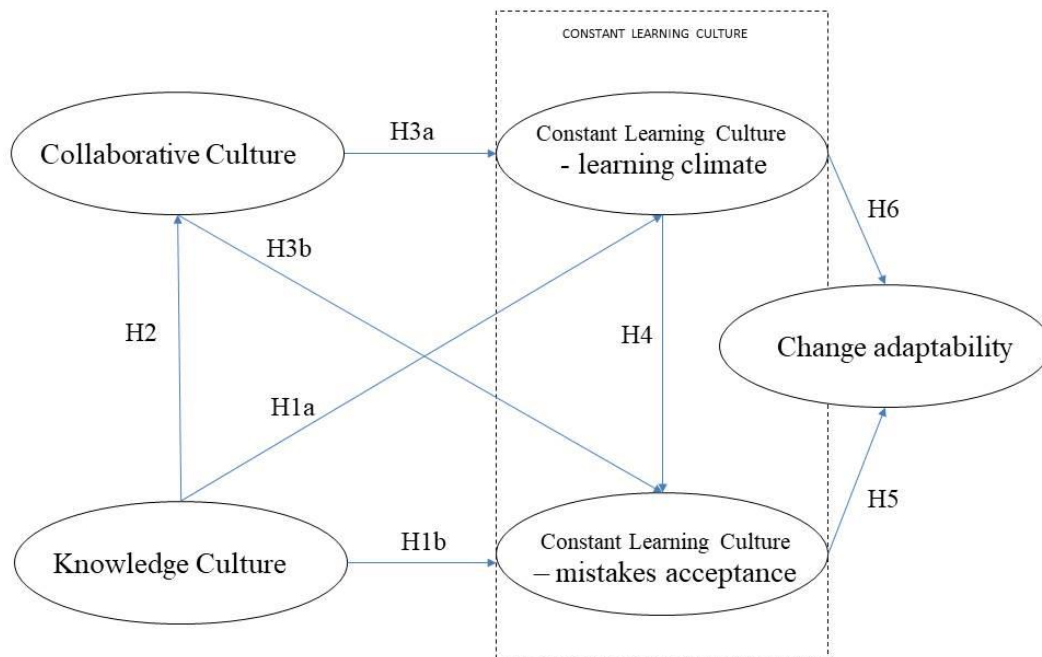 CONSTANT LEARNING CULTURE
Collaborative Culture
H3a
Constant Learning Culture
- learning climate
H6
H3b
H2
H4
Change adaptability
H1a
H5
Knowledge Culture
H1b
Constant Learning Culture
– mistakes acceptance